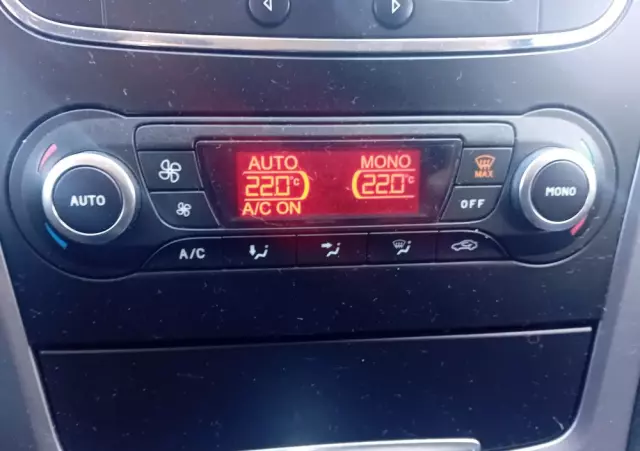 AUTO MONO
22.0°C 22.0°C
A/C ON
AUTO
MAX
OFF
MONO
A/C